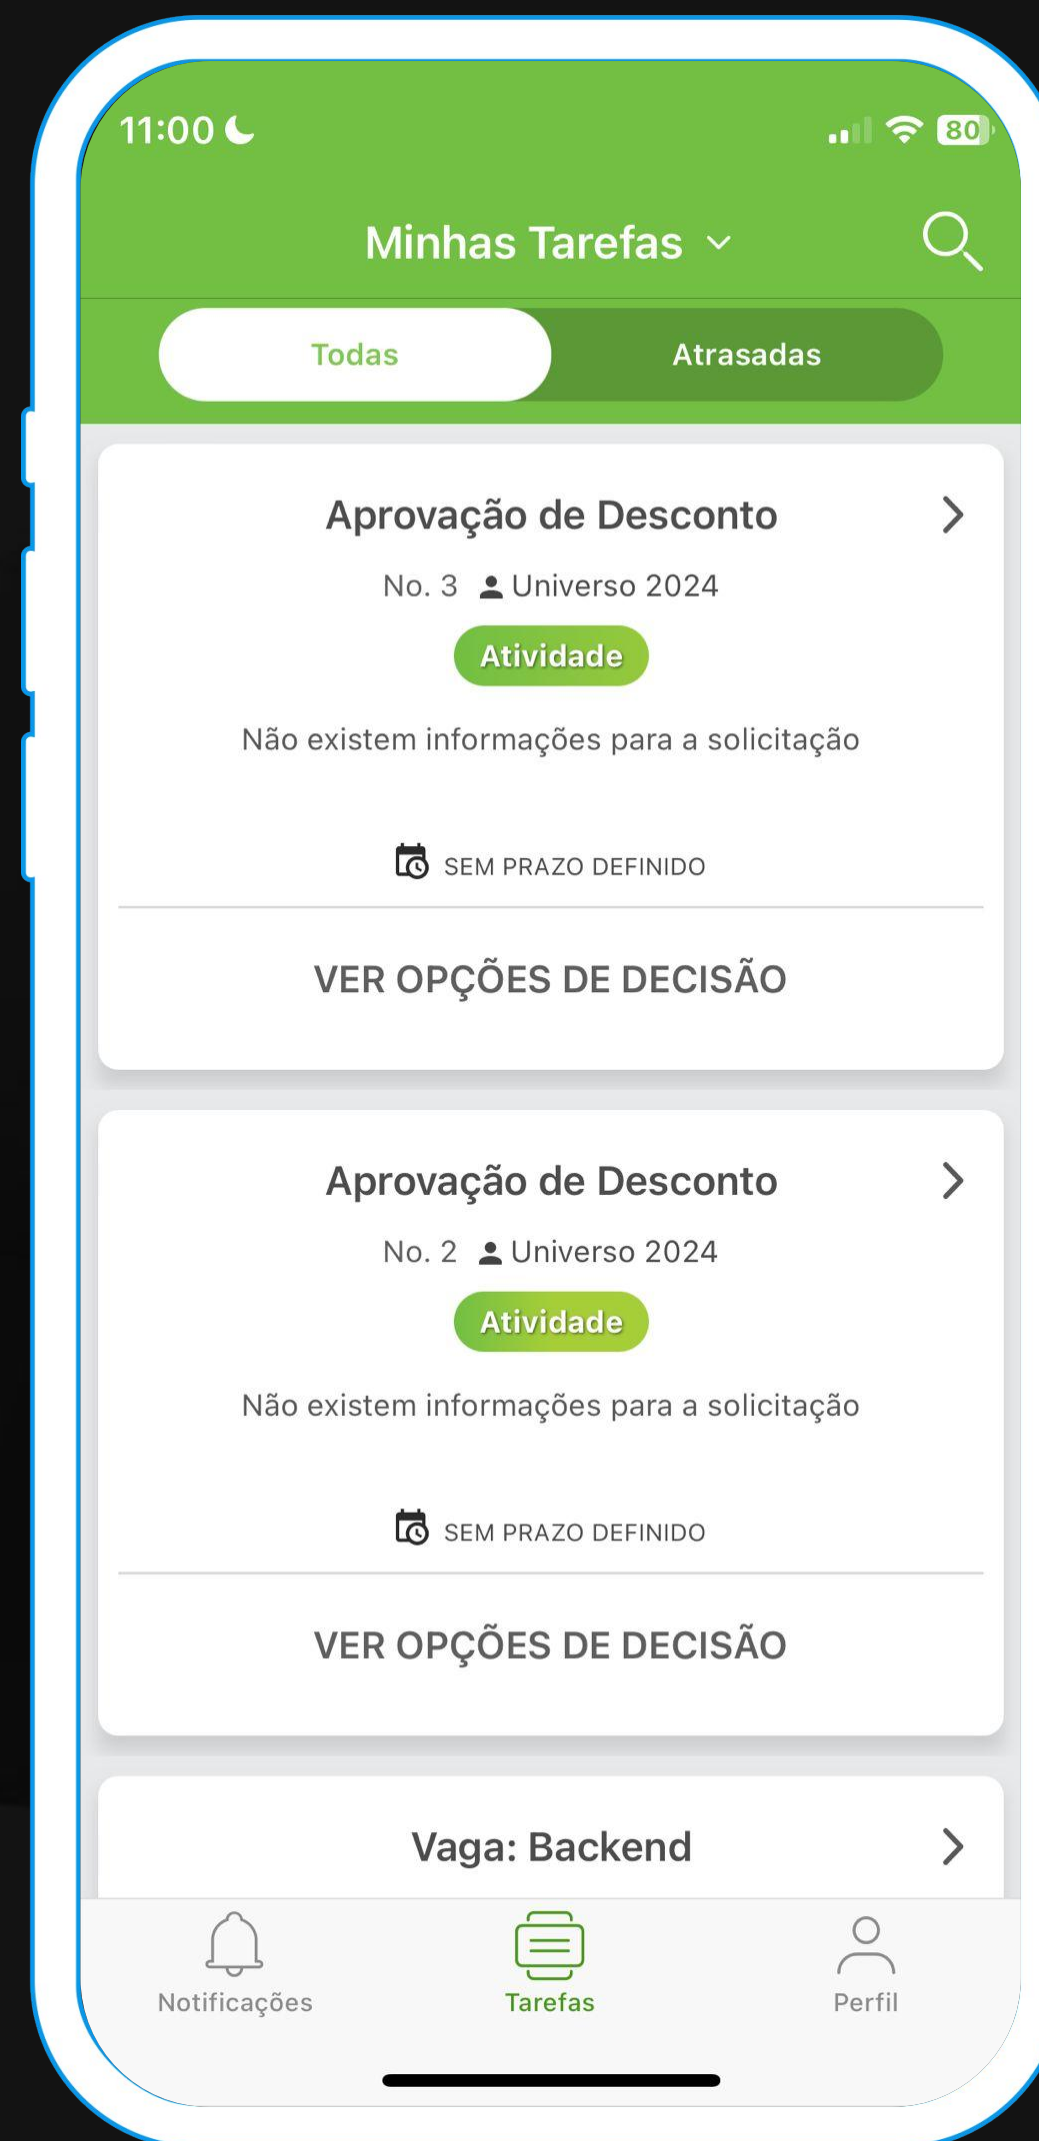 11:00
80
Minhas Tarefas
Todas
Atrasadas
Aprovação de Desconto
No. 3 Universo 2024
Atividade
Não existem informações para a solicitação
SEM PRAZO DEFINIDO
VER OPÇÕES DE DECISÃO
Aprovação de Desconto
No. 2 Universo 2024
Atividade
Não existem informações para a solicitação
SEM PRAZO DEFINIDO
VER OPÇÕES DE DECISÃO
Vaga: Backend
Notificações
Tarefas
Perfil